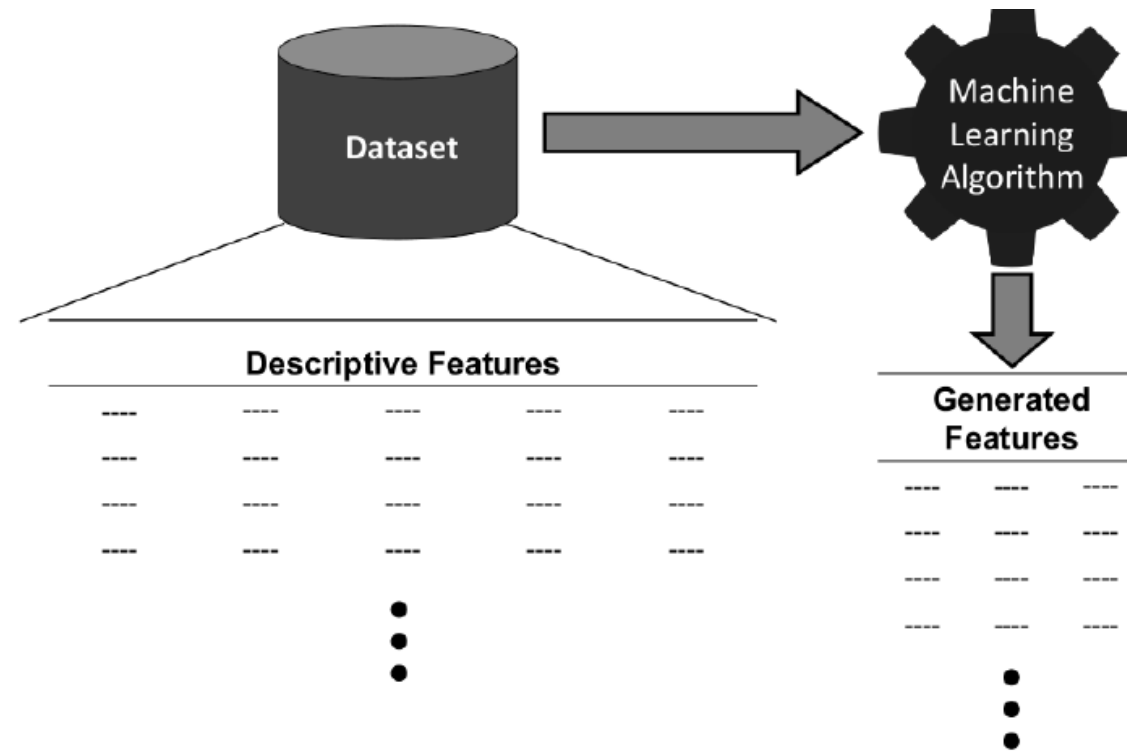 Dataset
Machine
Learning
Algorithm
Descriptive Features
---- ---- ---- ---- ----
---- ---- ---- ---- ----
---- ---- ---- ---- ----
---- ---- ---- ---- ----
Generated
Features
---- ---- ----
---- ---- ----
---- ---- ----
---- ---- ----